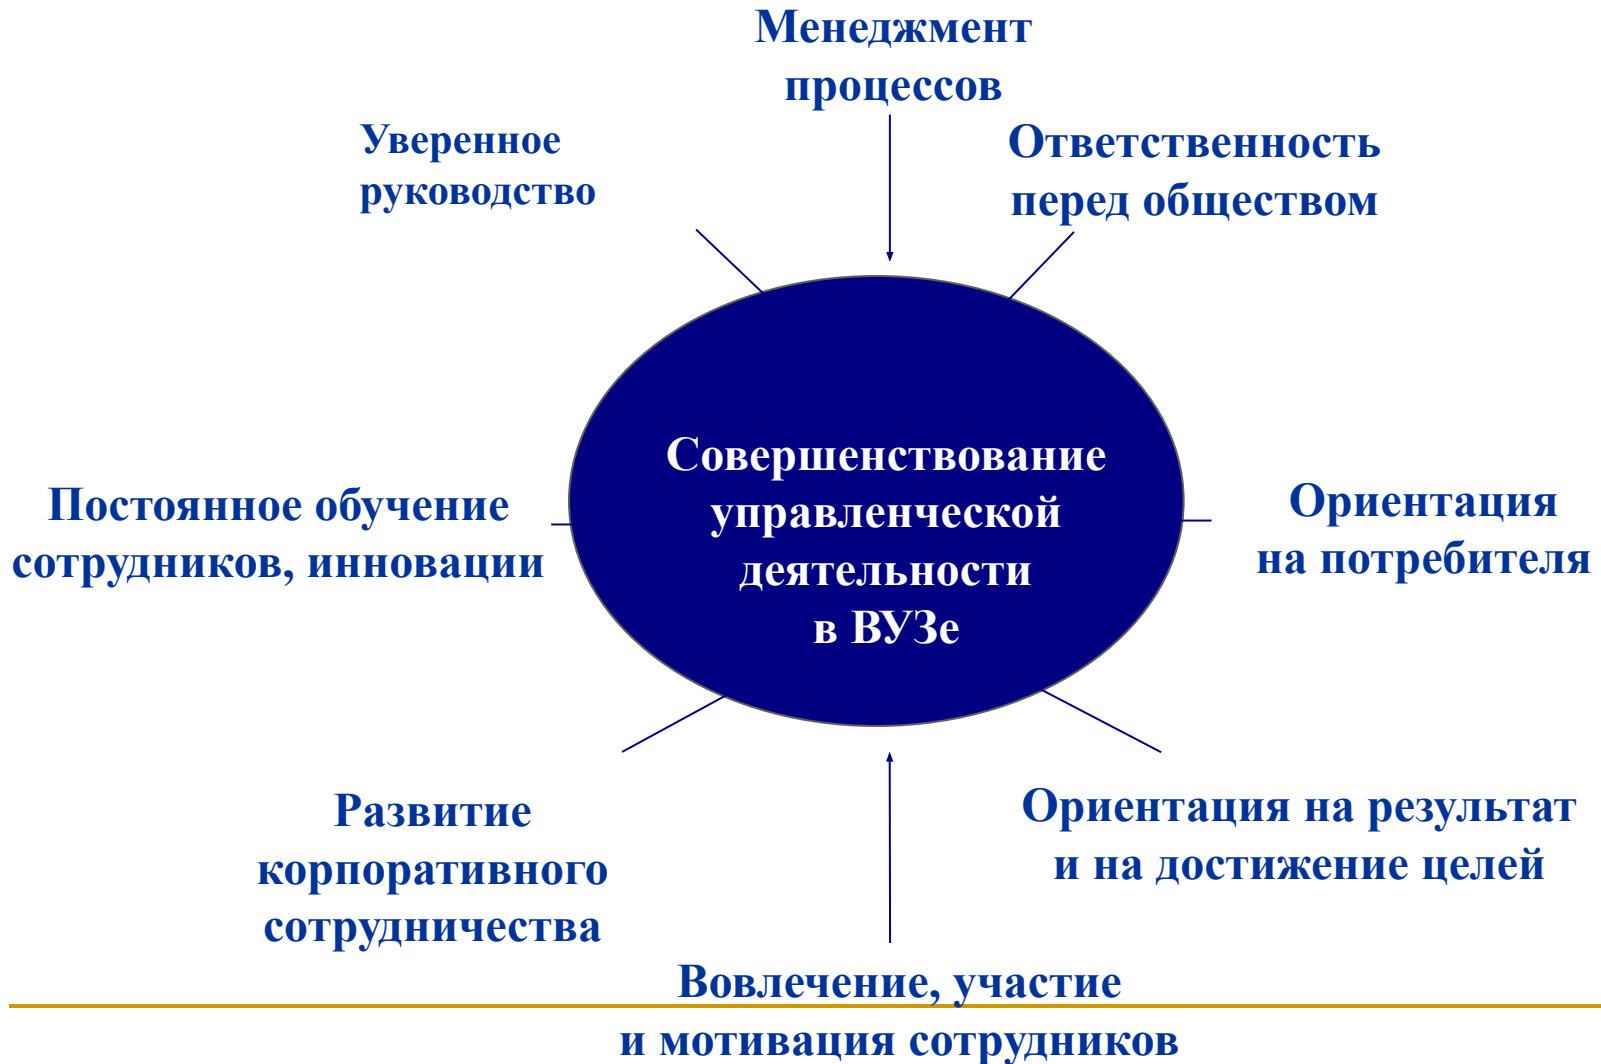 Менеджмент
процессов
Уверенное
руководство
Ответственность
перед обществом
Совершенствование
управленческой
деятельности
в ВУЗе
Постоянное обучение
сотрудников, инновации
Ориентация
на потребителя
Развитие
корпоративного
сотрудничества
Ориентация на результат
и на достижение целей
Вовлечение, участие
и мотивация сотрудников